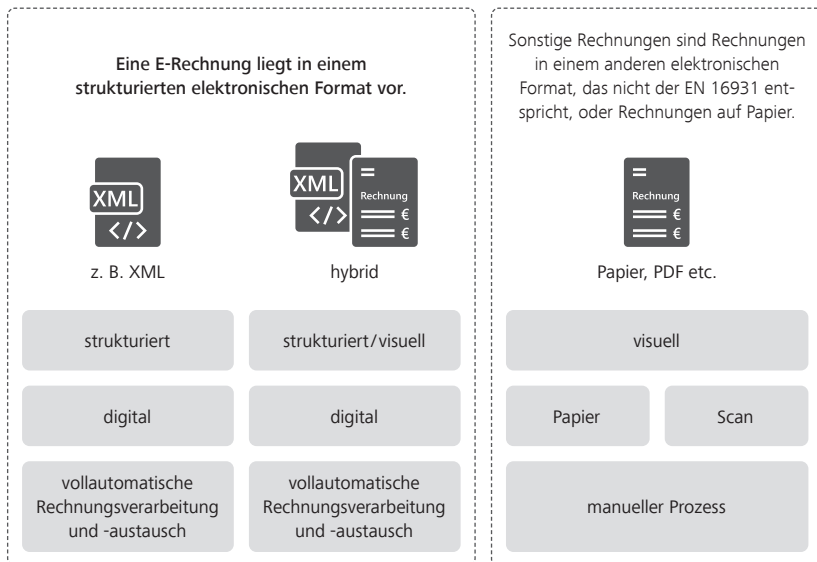 Eine E-Rechnung liegt in einem
strukturierten elektronischen Format vor.
XML
</>
XML
</>
Rechnung
€
€
z. B. XML
hybrid
strukturiert
strukturiert/visuell
digital
digital
vollautomatische
Rechnungsverarbeitung
und -austausch
vollautomatische
Rechnungsverarbeitung
und -austausch
Sonstige Rechnungen sind Rechnungen
in einem anderen elektronischen
Format, das nicht der EN 16931 ent-
spricht, oder Rechnungen auf Papier.
Rechnung
€
€
Papier, PDF etc.
visuell
Papier
Scan
manueller Prozess